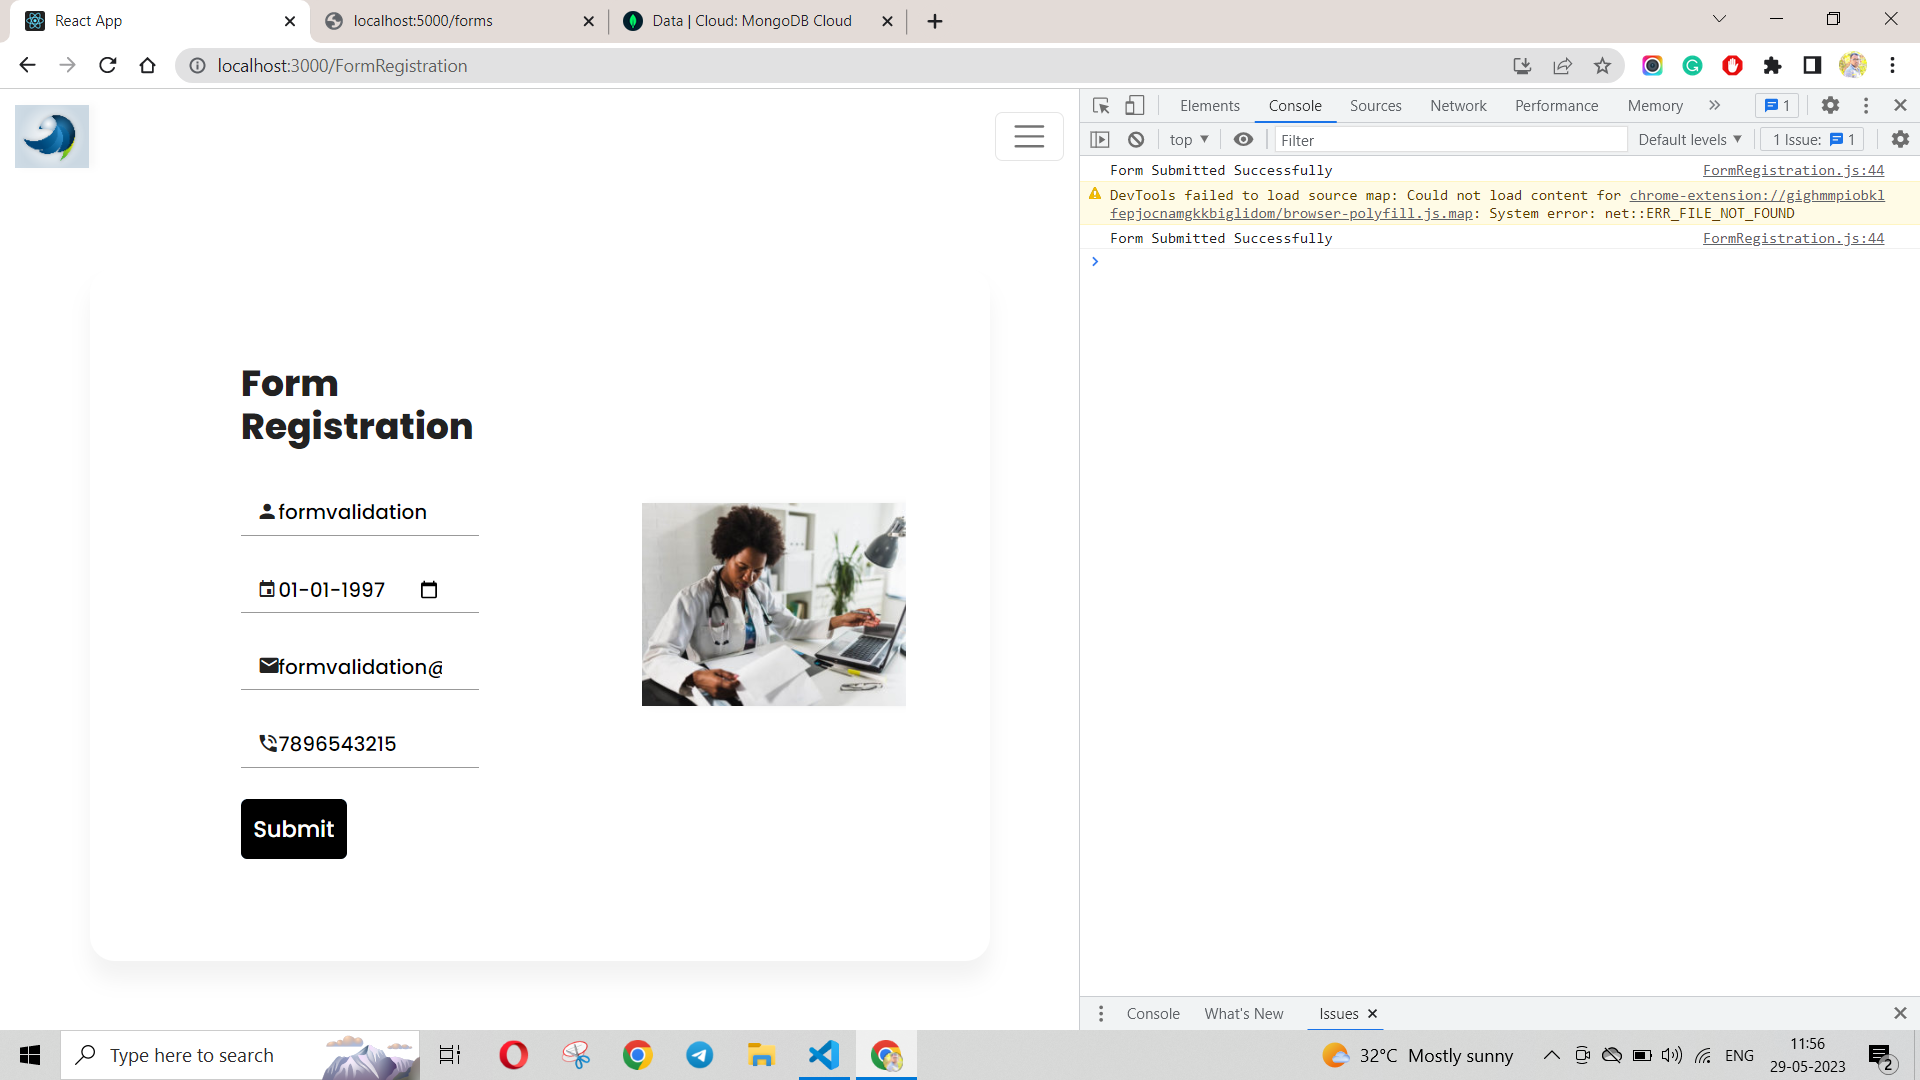 React App
localhost:5000/forms
Data | Cloud: MongoDB Cloud
localhost:3000/FormRegistration
Elements Console Sources Network Performance Memory 1
top Filter Default levels 1 Issue: 1
Form Submitted Successfully FormRegistration.js:44
DevTools failed to load source map: Could not load content for chrome-extension://gighmmpiobkl
fepjocnamgkkbiglidom/browser-polyfill.js.map: System error: net::ERR_FILE_NOT_FOUND
Form Submitted Successfully FormRegistration.js:44
Form
Registration
formvalidation
01-01-1997
formvalidation@
7896543215
Submit
Console What's New Issues
Type here to search
32°C Mostly sunny
ENG
11:56
29-05-2023
2